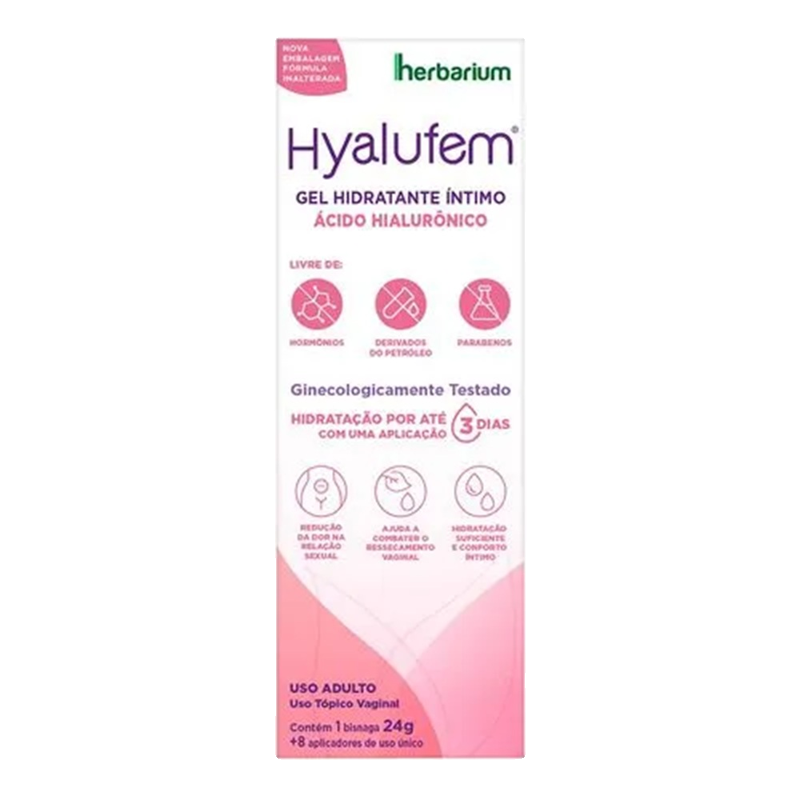 NOVA
EMBALAGEM
FÓRMULA
INALTERADA
herbarium
Hyalufem®
GEL HIDRATANTE ÍNTIMO
ÁCIDO HIALURÔNICO
LIVRE DE:
HORMÔNIOS
DERIVADOS
DO PETRÓLEO
PARABENOS
Ginecologicamente Testado
HIDRATAÇÃO POR ATÉ
COM UMA APLICAÇÃO
3 DIAS
REDUÇÃO
DA DOR NA
RELAÇÃO
SEXUAL
AJUDA A
COMBATER O
RESSECAMENTO
VAGINAL
HIDRATAÇÃO
SUFICIENTE
E CONFORTO
ÍNTIMO
USO ADULTO
Uso Tópico Vaginal
Contém 1 bisnaga 24g
+8 aplicadores de uso único